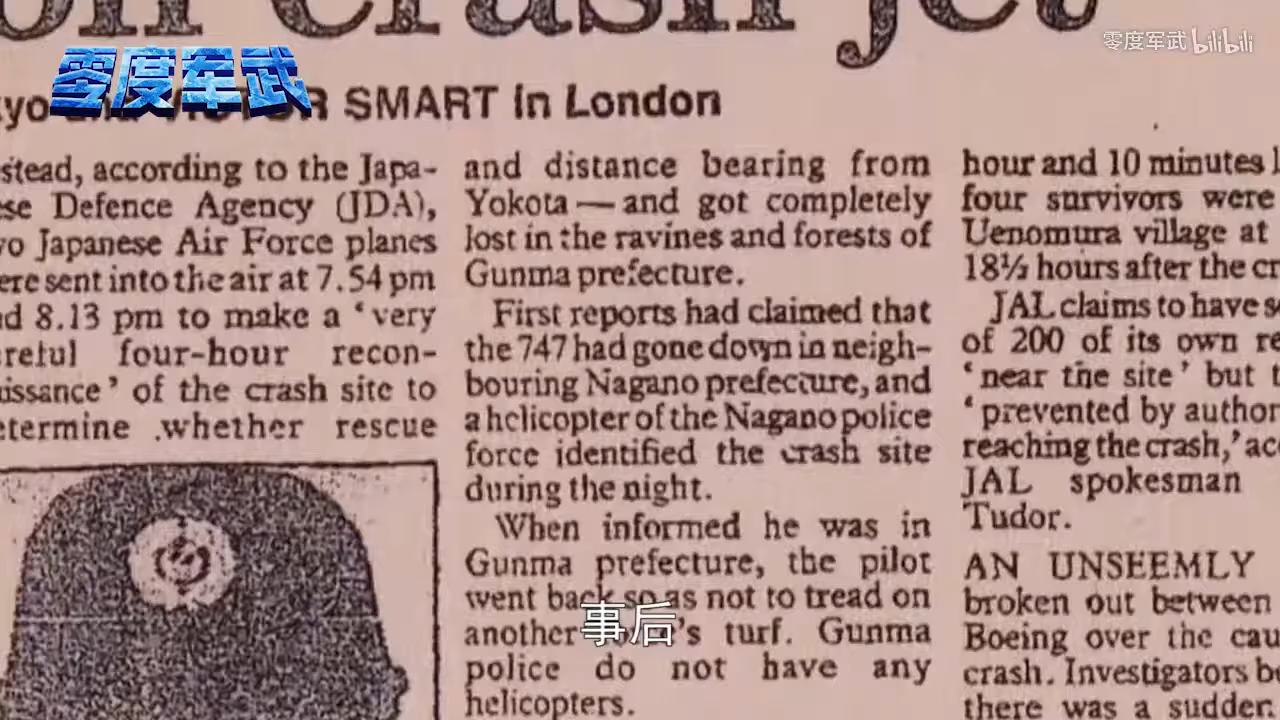 on crash jet
零度军武
零度军武 bilibili
SMART in London
according to the Japa-
Defence Agency (JDA),
Japanese Air Force planes
sent into the air at 7.54 pm
8.13 pm to make a ‘very
four-hour recon-
’ of the crash site to
whether rescue
and distance bearing from
Yokota — and got completely
lost in the ravines and forests of
Gunma prefecture.
First reports had claimed that
the 747 had gone down in neigh-
bouring Nagano prefecture, and
a helicopter of the Nagano police
force identified the crash site
during the night.
When informed he was in
Gunma prefecture, the pilot
went back so as not to tread on
another 's turf. Gunma
police do not have any
helicopters.
hour and 10 minutes
four survivors were
Uenomura village at
18½ hours after the
JAL claims to have
of 200 of its own
‘near the site’ but
‘prevented by
reaching the crash,’
JAL spokesman
Tudor.
AN UNSEEMLY
broken out between
Boeing over the
crash. Investigators
there was a
事后